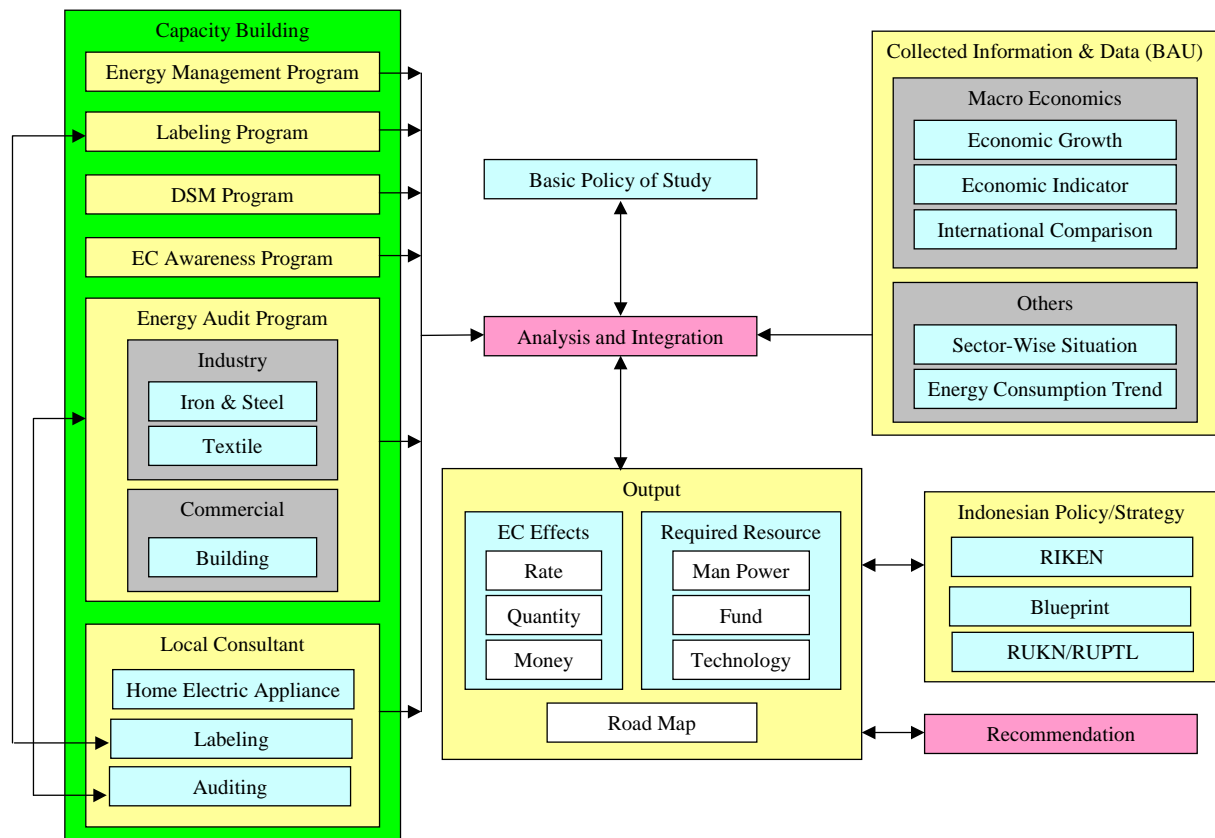 Capacity Building
Energy Management Program
Labeling Program
DSM Program
EC Awareness Program
Energy Audit Program
Industry
Iron & Steel
Textile
Commercial
Building
Local Consultant
Home Electric Appliance
Labeling
Auditing
Basic Policy of Study
Analysis and Integration
Output
EC Effects
Rate
Quantity
Money
Required Resource
Man Power
Fund
Technology
Road Map
Collected Information & Data (BAU)
Macro Economics
Economic Growth
Economic Indicator
International Comparison
Others
Sector-Wise Situation
Energy Consumption Trend
Indonesian Policy/Strategy
RIKEN
Blueprint
RUKN/RUPTL
Recommendation